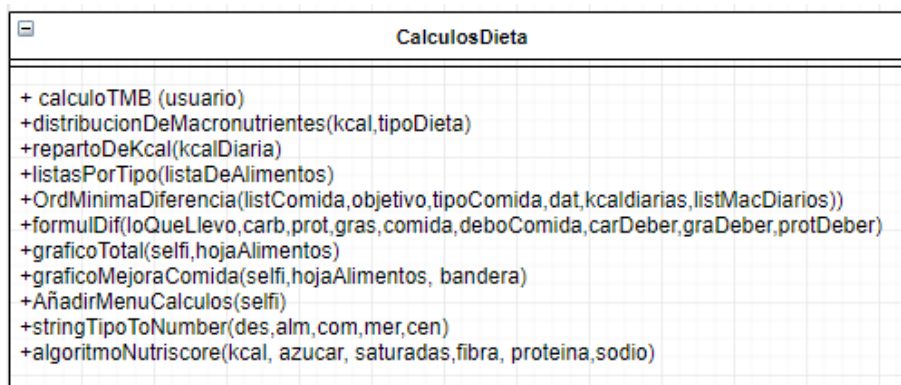 CalculosDieta
+ calculoTMB (usuario)
+distribucionDeMacronutrientes(kcal,tipoDieta)
+repartoDeKcal(kcalDiaria)
+listasPorTipo(listaDeAlimentos)
+OrdMinimaDiferencia(listComida,objetivo,tipoComida,dat,kcaldiarias,listMacDiarios))
+formulDif(loQueLlevo,carb,prot,gras,comida,deboComida,carDeber,graDeber,protDeber)
+graficoTotal(selfi,hojaAlimentos)
+graficoMejoraComida(selfi,hojaAlimentos, bandera)
+AñadirMenuCalculos(selfi)
+stringTipoToNumber(des,alm,com,mer,cen)
+algoritmoNutriscore(kcal, azucar, saturadas,fibra, proteina,sodio)